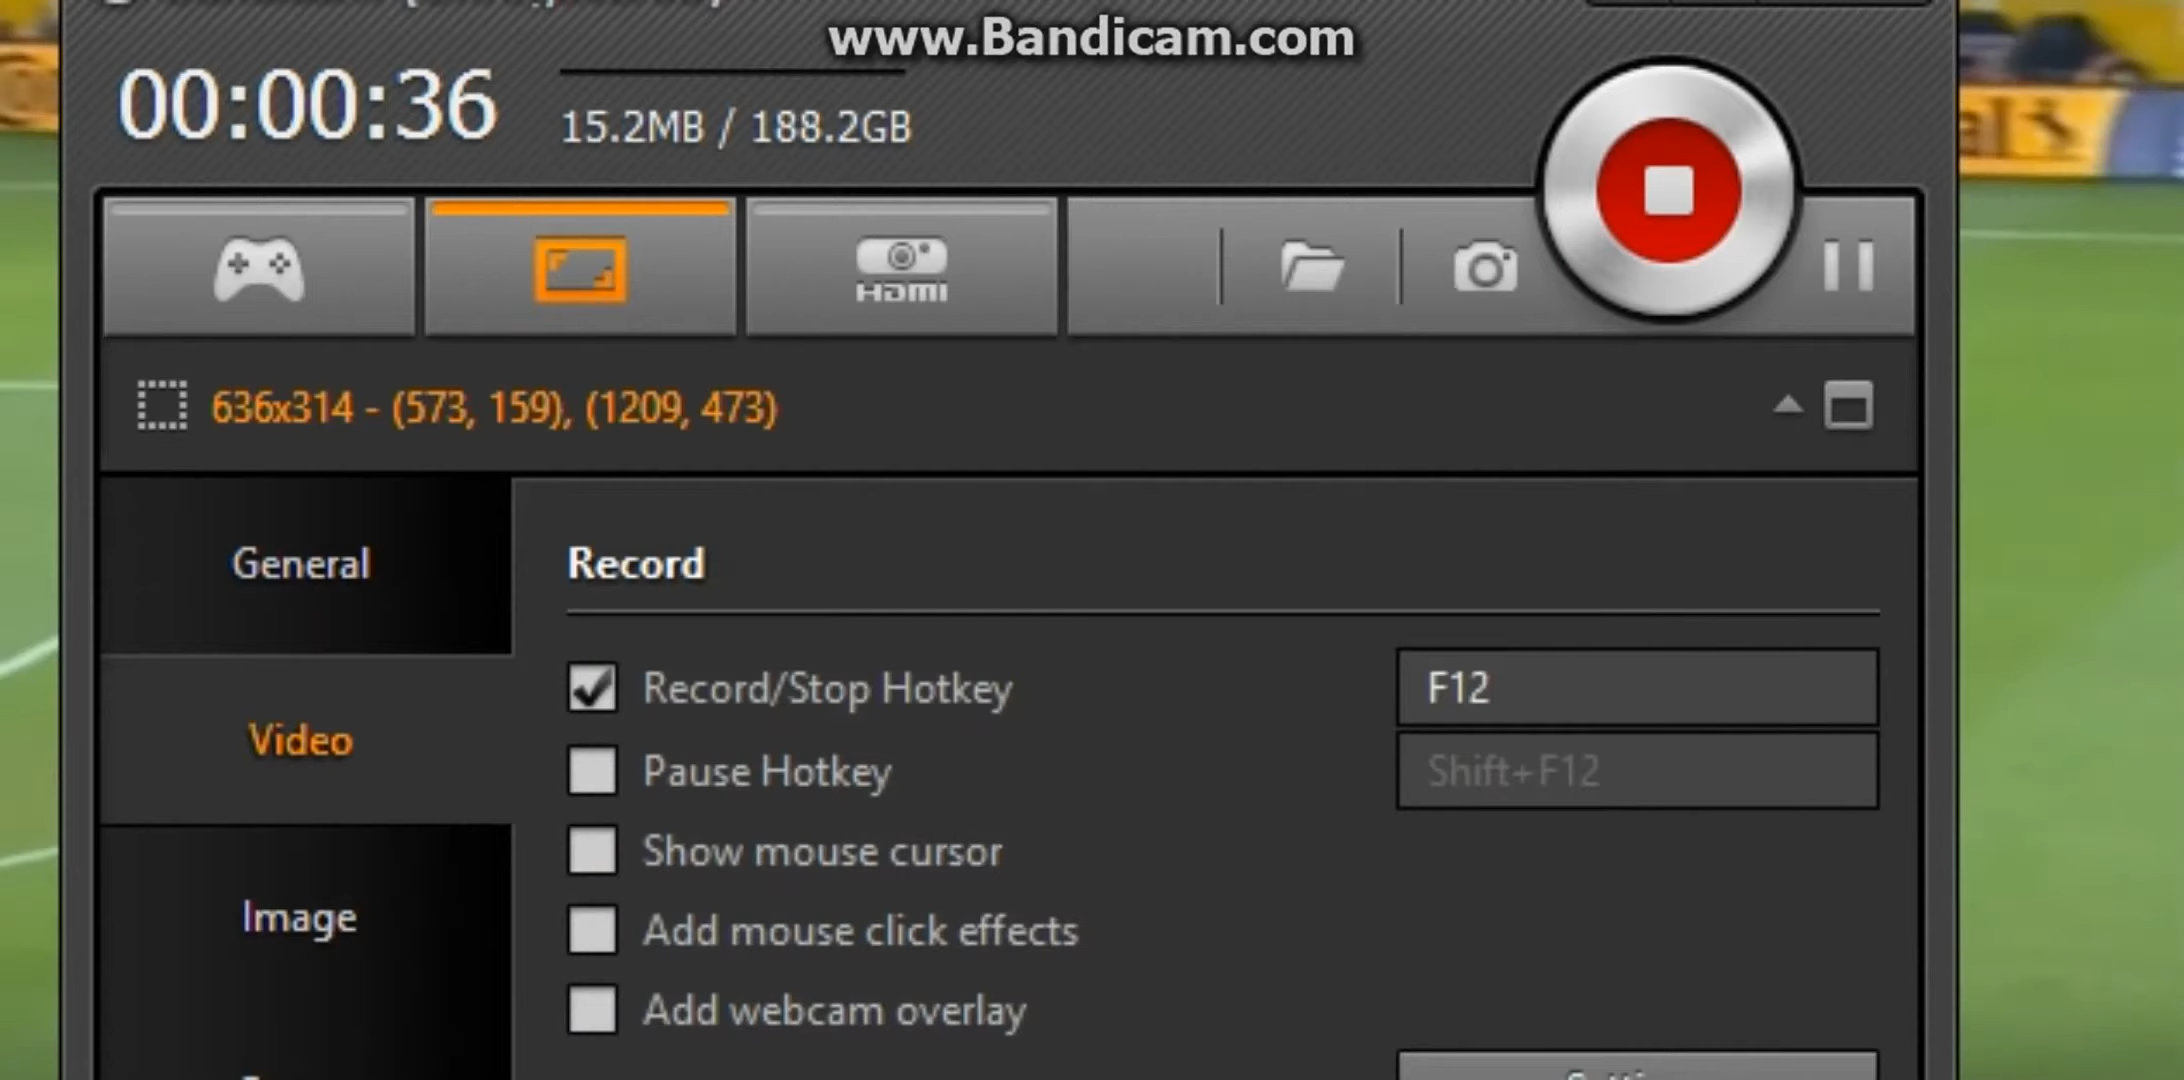 www.Bandicam.com
00:00:36
15.2MB / 188.2GB
HDMI
636x314 - (573, 159), (1209, 473)
General
Record
Record/Stop Hotkey
F12
Video
Pause Hotkey
Shift+F12
Show mouse cursor
Image
Add mouse click effects
Add webcam overlay